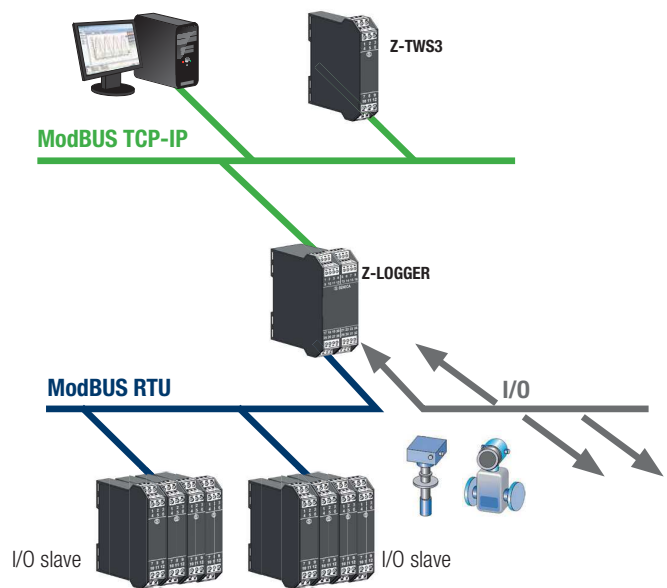 Z-TWS3
ModBUS TCP-IP
Z-LOGGER
ModBUS RTU
I/O
I/O slave
I/O slave